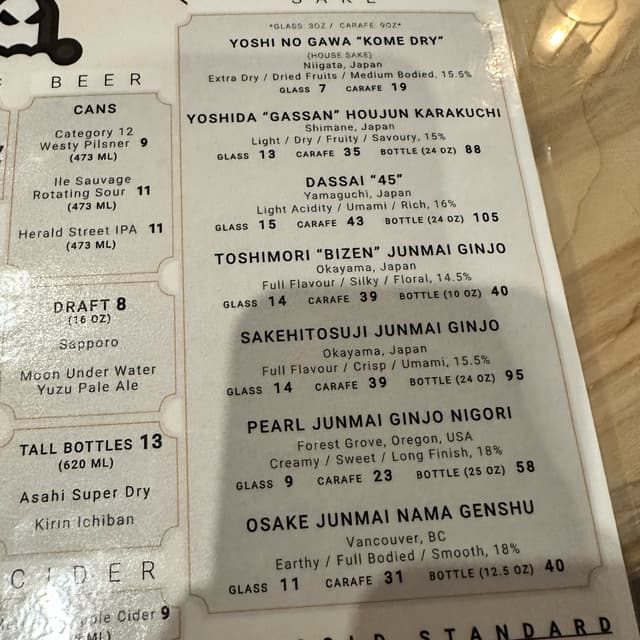 BEER
CANS
Category 12
Westy Pilsner 9
(473 ML)
Ile Sauvage
Rotating Sour 11
(473 ML)
Herald Street IPA 11
(473 ML)
DRAFT 8
(16 OZ)
Sapporo
Moon Under Water
Yuzu Pale Ale
TALL BOTTLES 13
(620 ML)
Asahi Super Dry
Kirin Ichiban
CIDER
Cider 9
ML)
SAKE
*GLASS: 3OZ / CARAFE: 9OZ*
YOSHI NO GAWA "KOME DRY"
(HOUSE SAKE)
Niigata, Japan
Extra Dry / Dried Fruits / Medium Bodied, 15.5%
GLASS 7 CARAFE 19
YOSHIDA "GASSAN" HOUJUN KARAKUCHI
Shimane, Japan
Light / Dry / Fruity / Savoury, 15%
GLASS 13 CARAFE 35 BOTTLE (24 OZ) 88
DASSAI "45"
Yamaguchi, Japan
Light Acidity / Umami / Rich, 16%
GLASS 15 CARAFE 43 BOTTLE (24 OZ) 105
TOSHIMORI "BIZEN" JUNMAI GINJO
Okayama, Japan
Full Flavour / Silky / Floral, 14.5%
GLASS 14 CARAFE 39 BOTTLE (10 OZ) 40
SAKEHITOSUJI JUNMAI GINJO
Okayama, Japan
Full Flavour / Crisp / Umami, 15.5%
GLASS 14 CARAFE 39 BOTTLE (24 OZ) 95
PEARL JUNMAI GINJO NIGORI
Forest Grove, Oregon, USA
Creamy / Sweet / Long Finish, 18%
GLASS 9 CARAFE 23 BOTTLE (25 OZ) 58
OSAKE JUNMAI NAMA GENSHU
Vancouver, BC
Earthy / Full Bodied / Smooth, 18%
GLASS 11 CARAFE 31 BOTTLE (12.5 OZ) 40
STANDARD